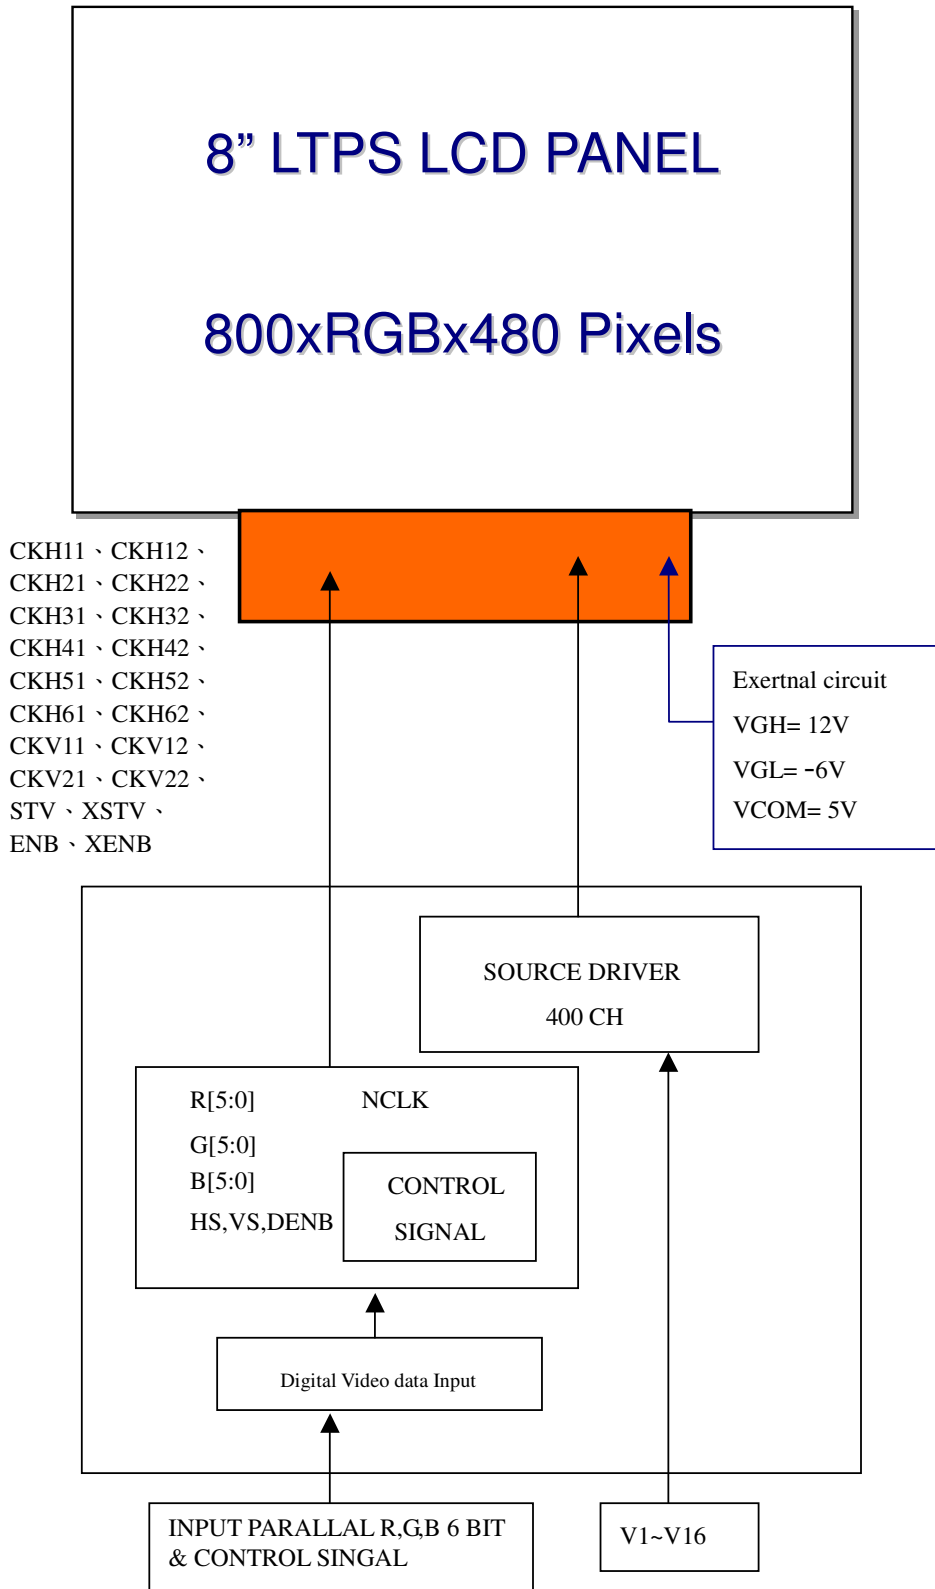 8” LTPS LCD PANEL
800xRGBx480 Pixels
CKH11、CKH12、
CKH21、CKH22、
CKH31、CKH32、
CKH41、CKH42、
CKH51、CKH52、
CKH61、CKH62、
CKV11、CKV12、
CKV21、CKV22、
STV、XSTV、
ENB、XENB
Exertnal circuit
VGH= 12V
VGL= -6V
VCOM= 5V
SOURCE DRIVER
400 CH
R[5:0] NCLK
G[5:0]
B[5:0]
HS,VS,DENB
CONTROL
SIGNAL
Digital Video data Input
INPUT PARALLAL R,G,B 6 BIT
& CONTROL SINGAL
V1~V16